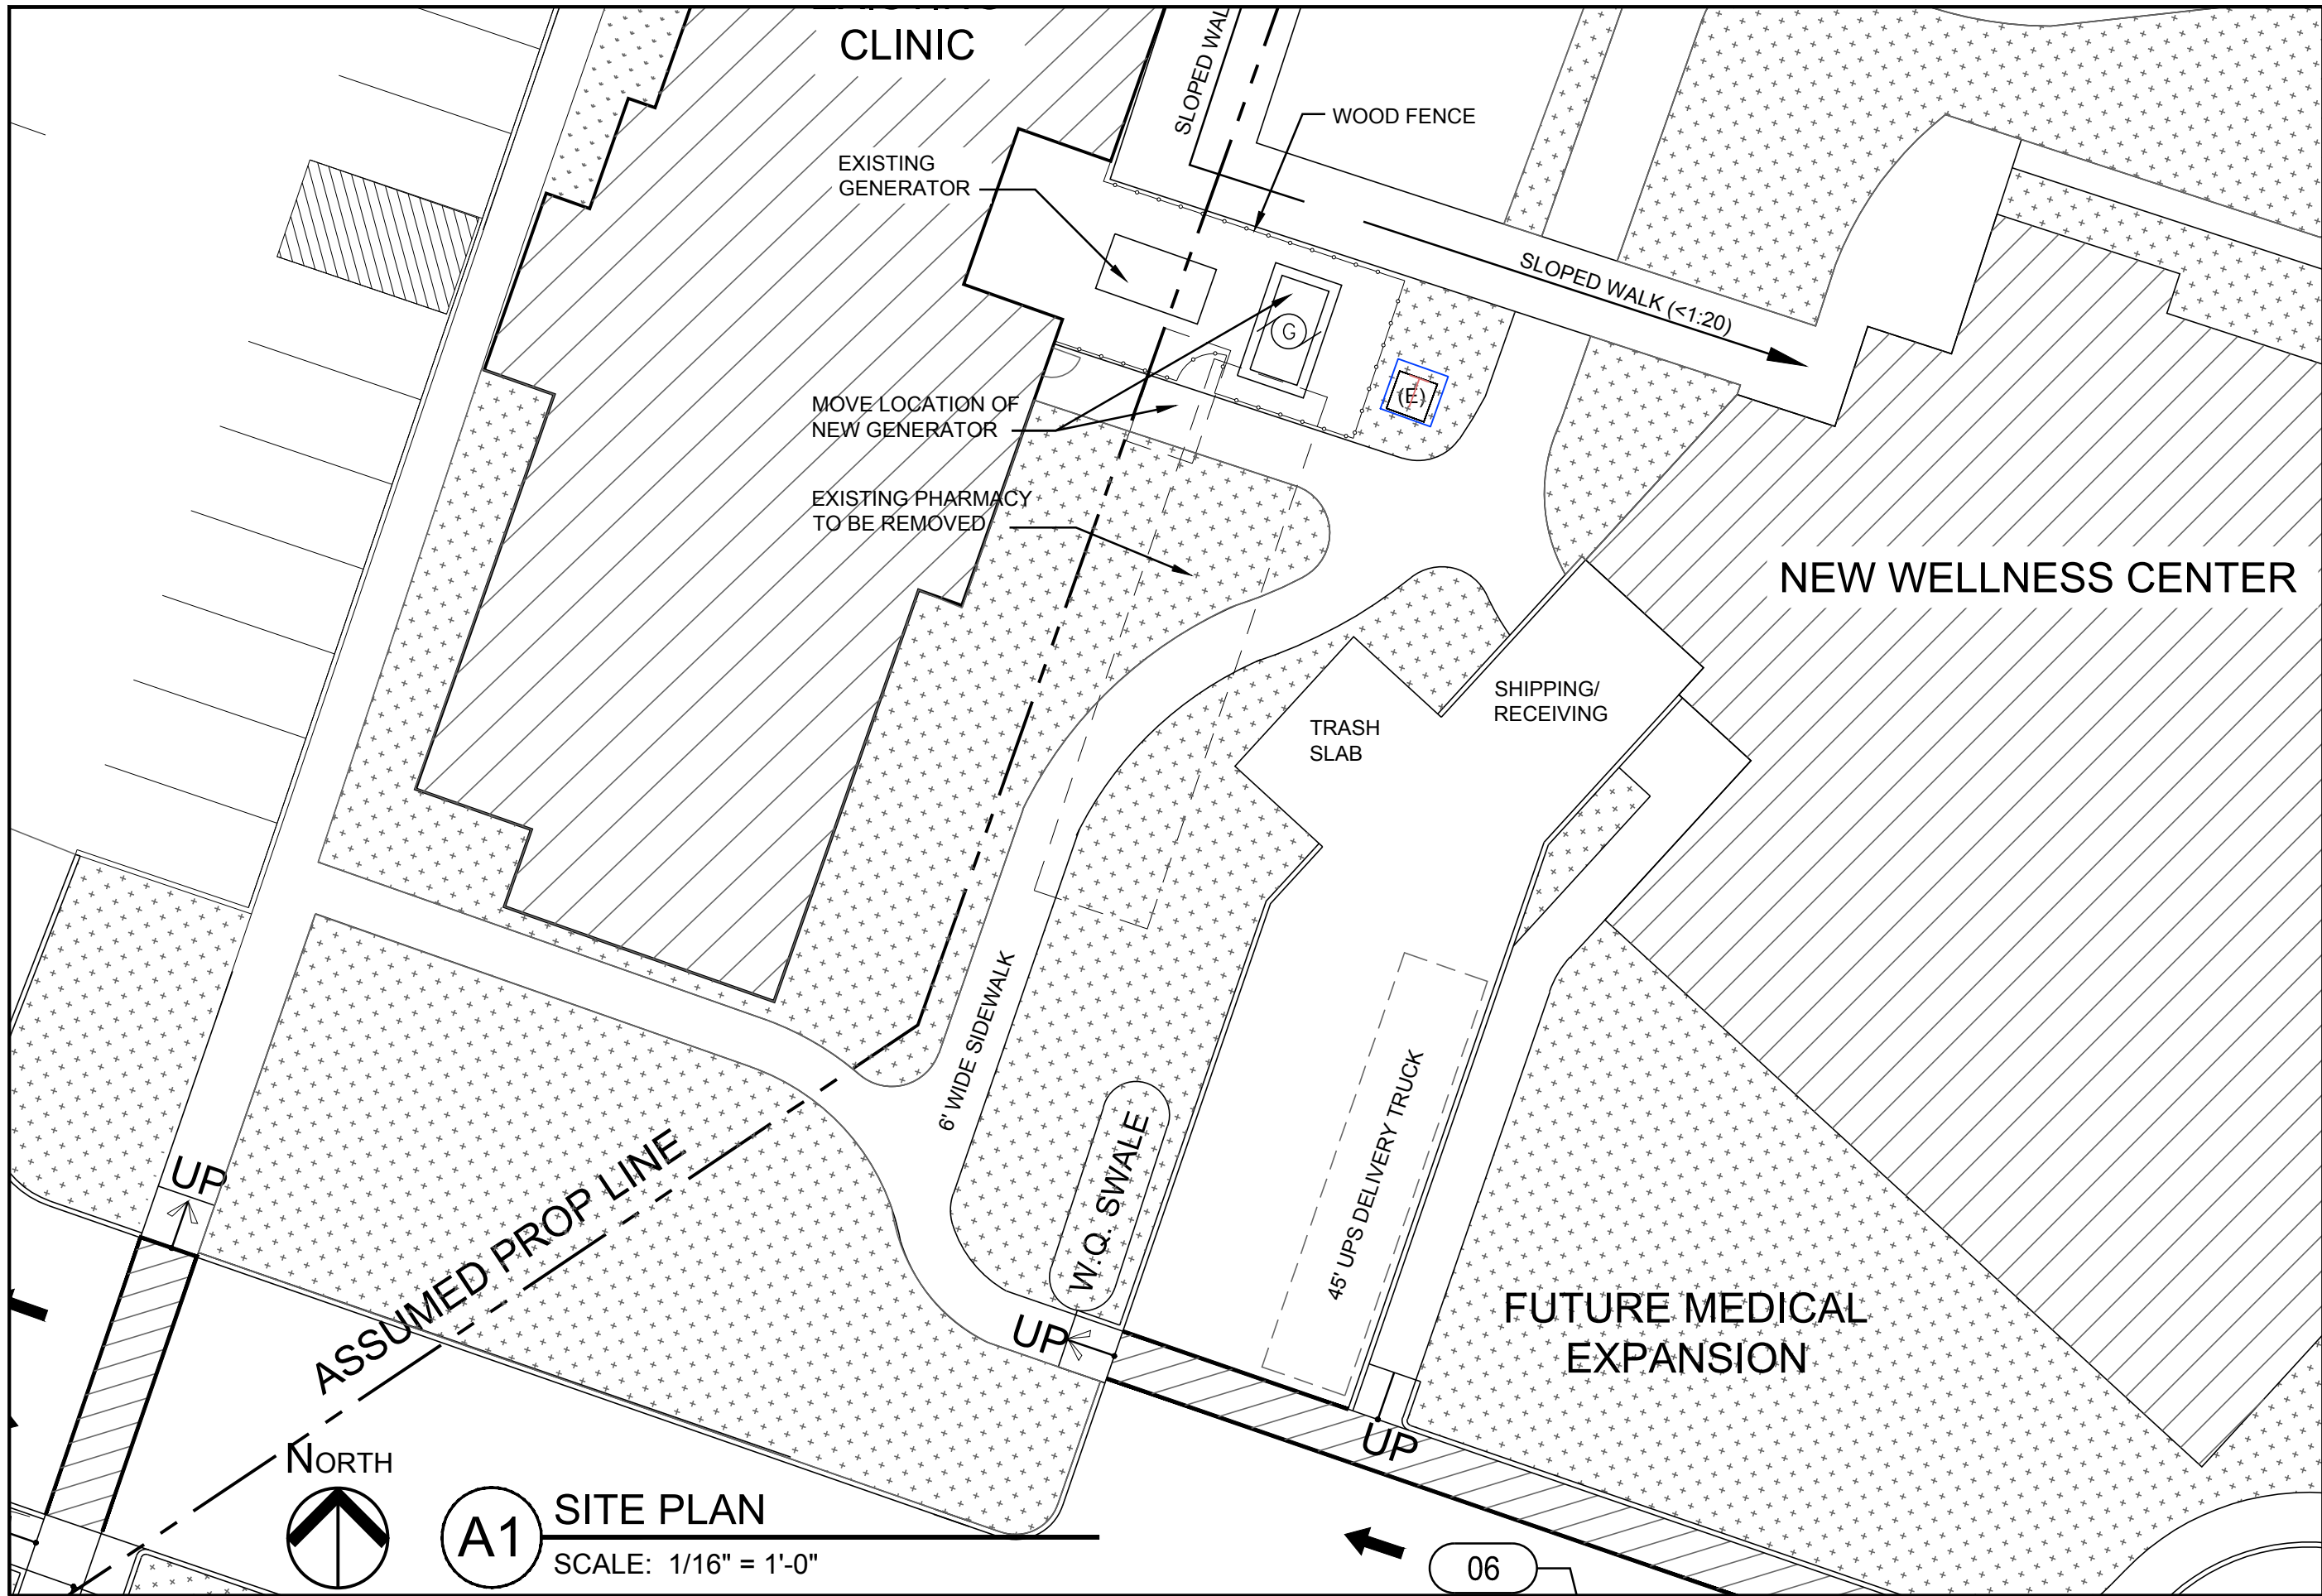 CLINIC
SLOPED
WOOD FENCE
EXISTING
GENERATOR
SLOPED WALK (<1:20)
G
(E)
MOVE LOCATION OF
NEW GENERATOR
EXISTING PHARMACY
TO BE REMOVED
NEW WELLNESS CENTER
SHIPPING/
RECEIVING
TRASH
SLAB
6' WIDE SIDEWALK
45' UPS DELIVERY TRUCK
W.Q. SWALE
UP
ASSUMED PROP LINE
UP
FUTURE MEDICAL
EXPANSION
UP
NORTH
A1
SITE PLAN
SCALE: 1/16" = 1'-0"
06